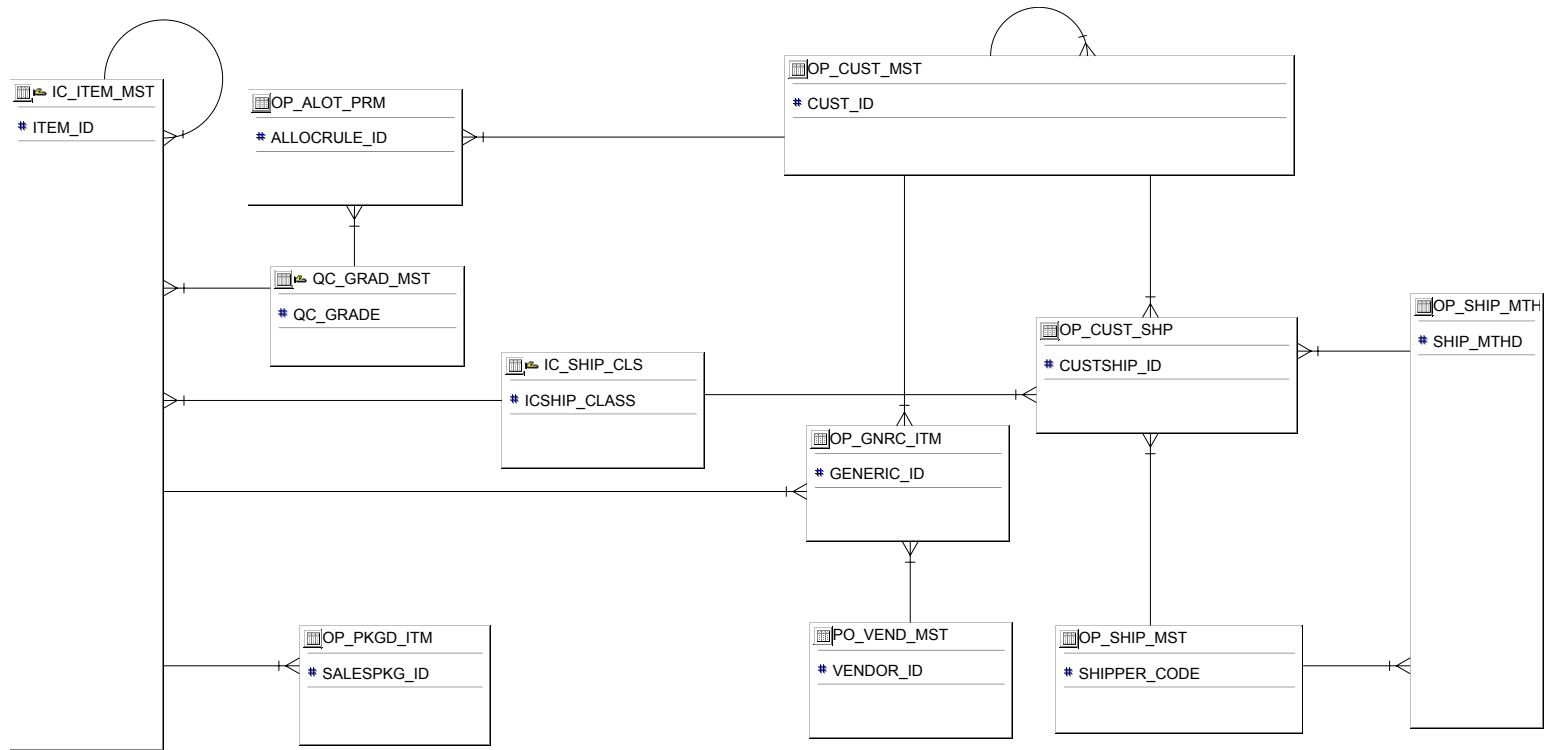 IC_ITEM_MST
# ITEM_ID
OP_ALOT_PRM
# ALLOCRULE_ID
OP_CUST_MST
# CUST_ID
QC_GRAD_MST
# QC_GRADE
IC_SHIP_CLS
# ICSHIP_CLASS
OP_CUST_SHP
# CUSTSHIP_ID
OP_SHIP_MTH
# SHIP_MTHD
OP_GNRC_ITM
# GENERIC_ID
OP_PKGD_ITM
# SALESPKG_ID
PO_VEND_MST
# VENDOR_ID
OP_SHIP_MST
# SHIPPER_CODE